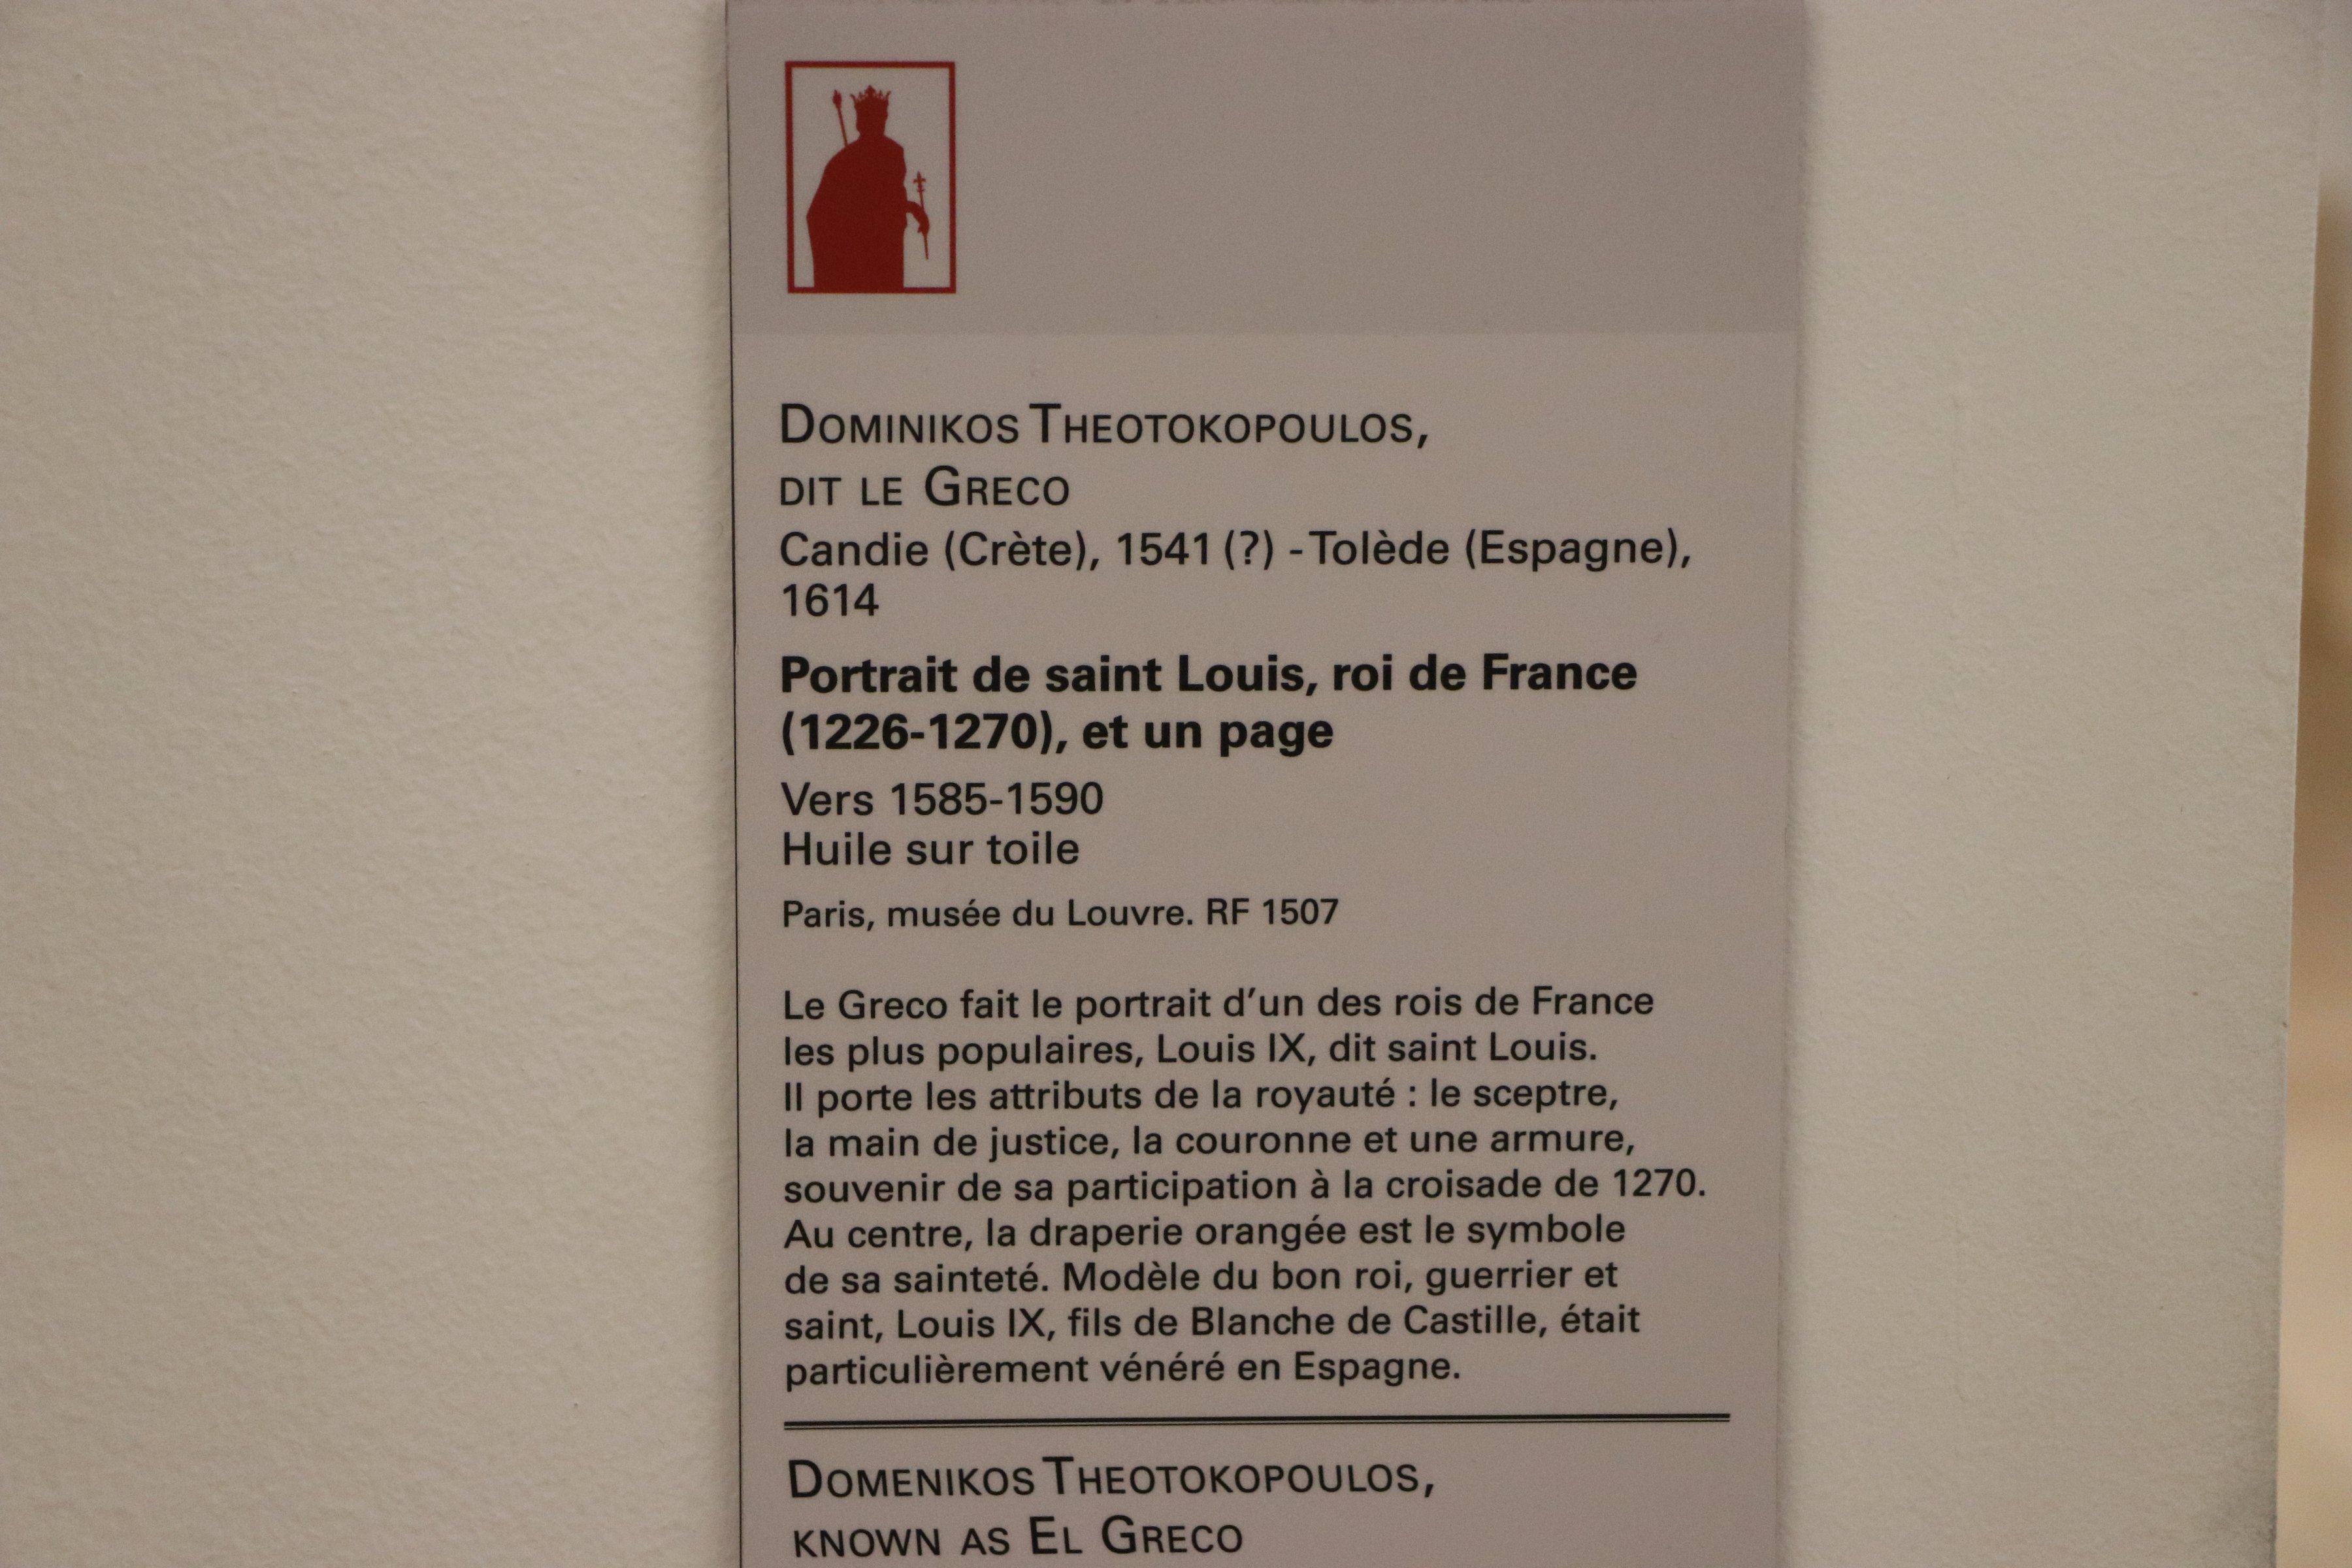 DOMINIKOS THEOTOKOPOULOS,
DIT LE GRECO
Candie (Crète), 1541 (?) - Tolède (Espagne),
1614
Portrait de saint Louis, roi de France
(1226-1270), et un page
Vers 1585-1590
Huile sur toile
Paris, musée du Louvre. RF 1507
Le Greco fait le portrait d’un des rois de France
les plus populaires, Louis IX, dit saint Louis.
Il porte les attributs de la royauté : le sceptre,
la main de justice, la couronne et une armure,
souvenir de sa participation à la croisade de 1270.
Au centre, la draperie orangée est le symbole
de sa sainteté. Modèle du bon roi, guerrier et
saint, Louis IX, fils de Blanche de Castille, était
particulièrement vénéré en Espagne.
DOMENIKOS THEOTOKOPOULOS,
KNOWN AS EL GRECO